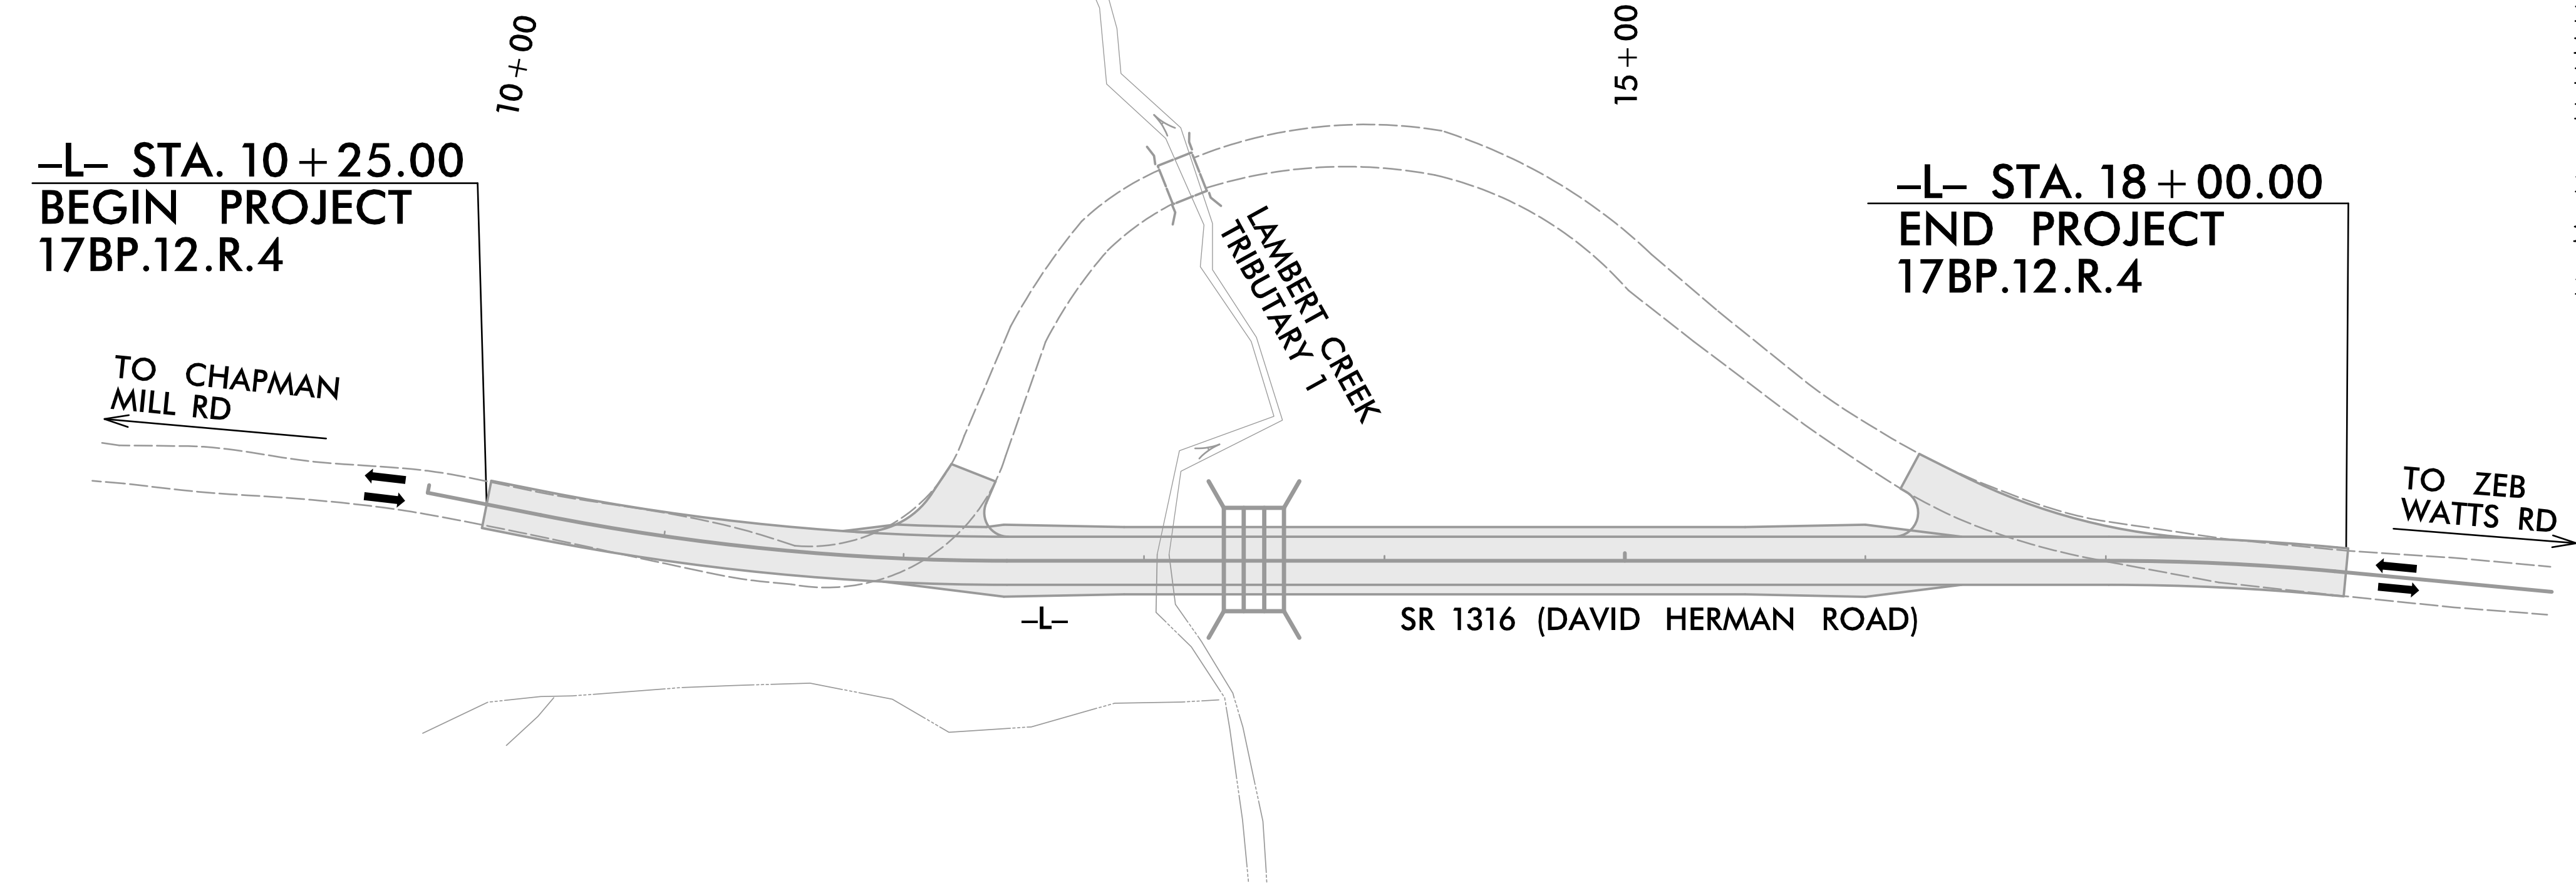 10+00
15+00
–L– STA. 10+25.00
BEGIN PROJECT
17BP.12.R.4
–L– STA. 18+00.00
END PROJECT
17BP.12.R.4
LAMBERT CREEK
TRIBUTARY 1
TO CHAPMAN
MILL RD
TO ZEB
WATTS RD
–L–
SR 1316 (DAVID HERMAN ROAD)